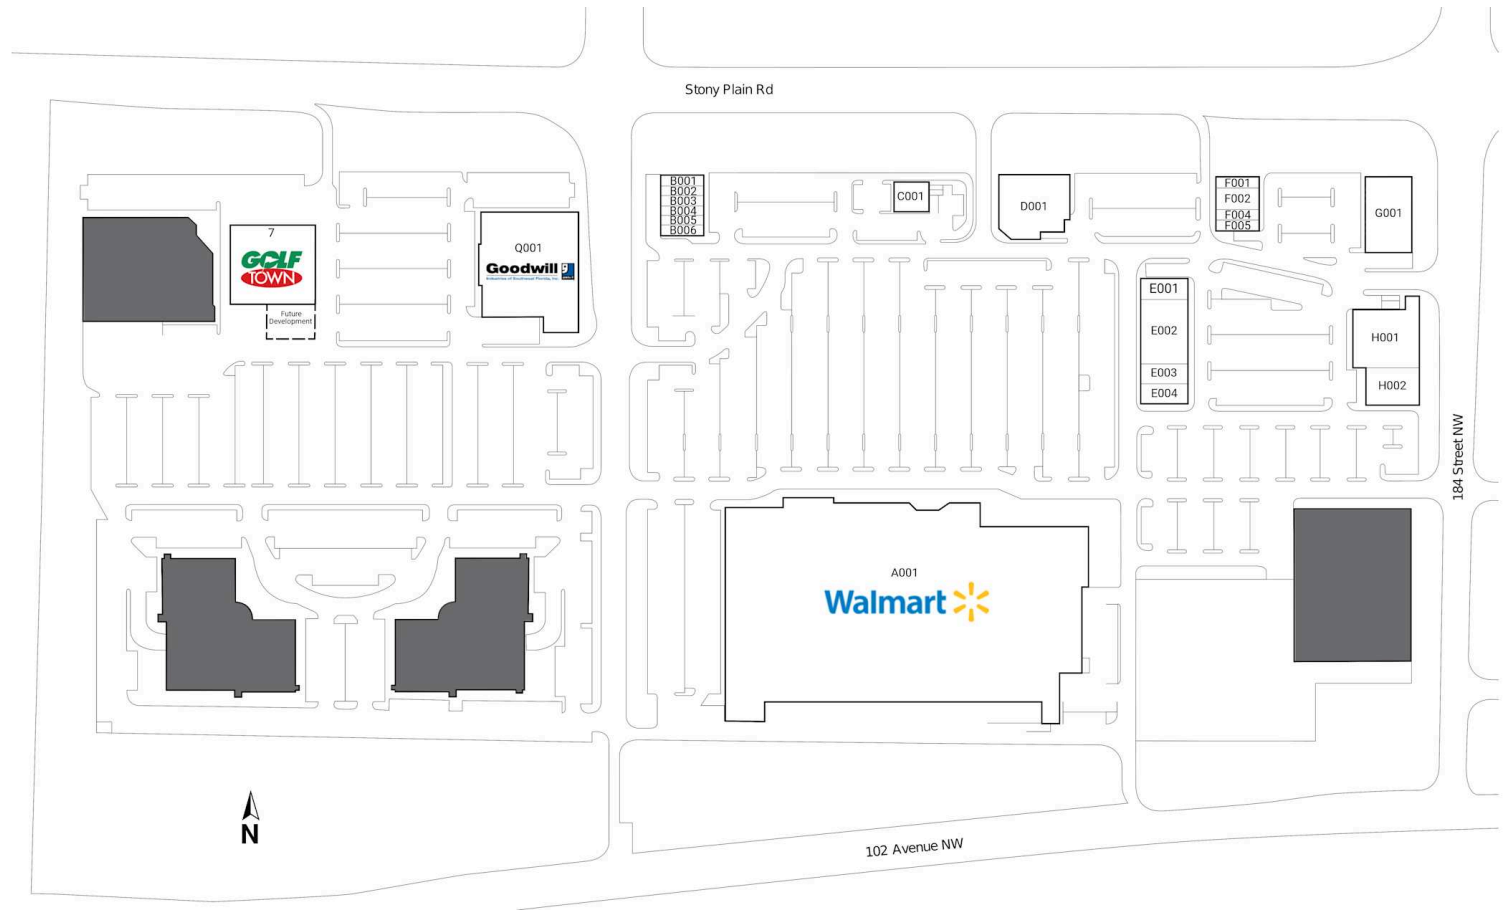 Stony Plain Rd
B001
B002
B003
B004
B005
B006
C001
D001
F001
F002
F004
F005
G001
7
GOLF
TOWN
Future
Development
Q001
Goodwill
E001
E002
E003
E004
H001
H002
184 Street NW
A001
Walmart
N
102 Avenue NW